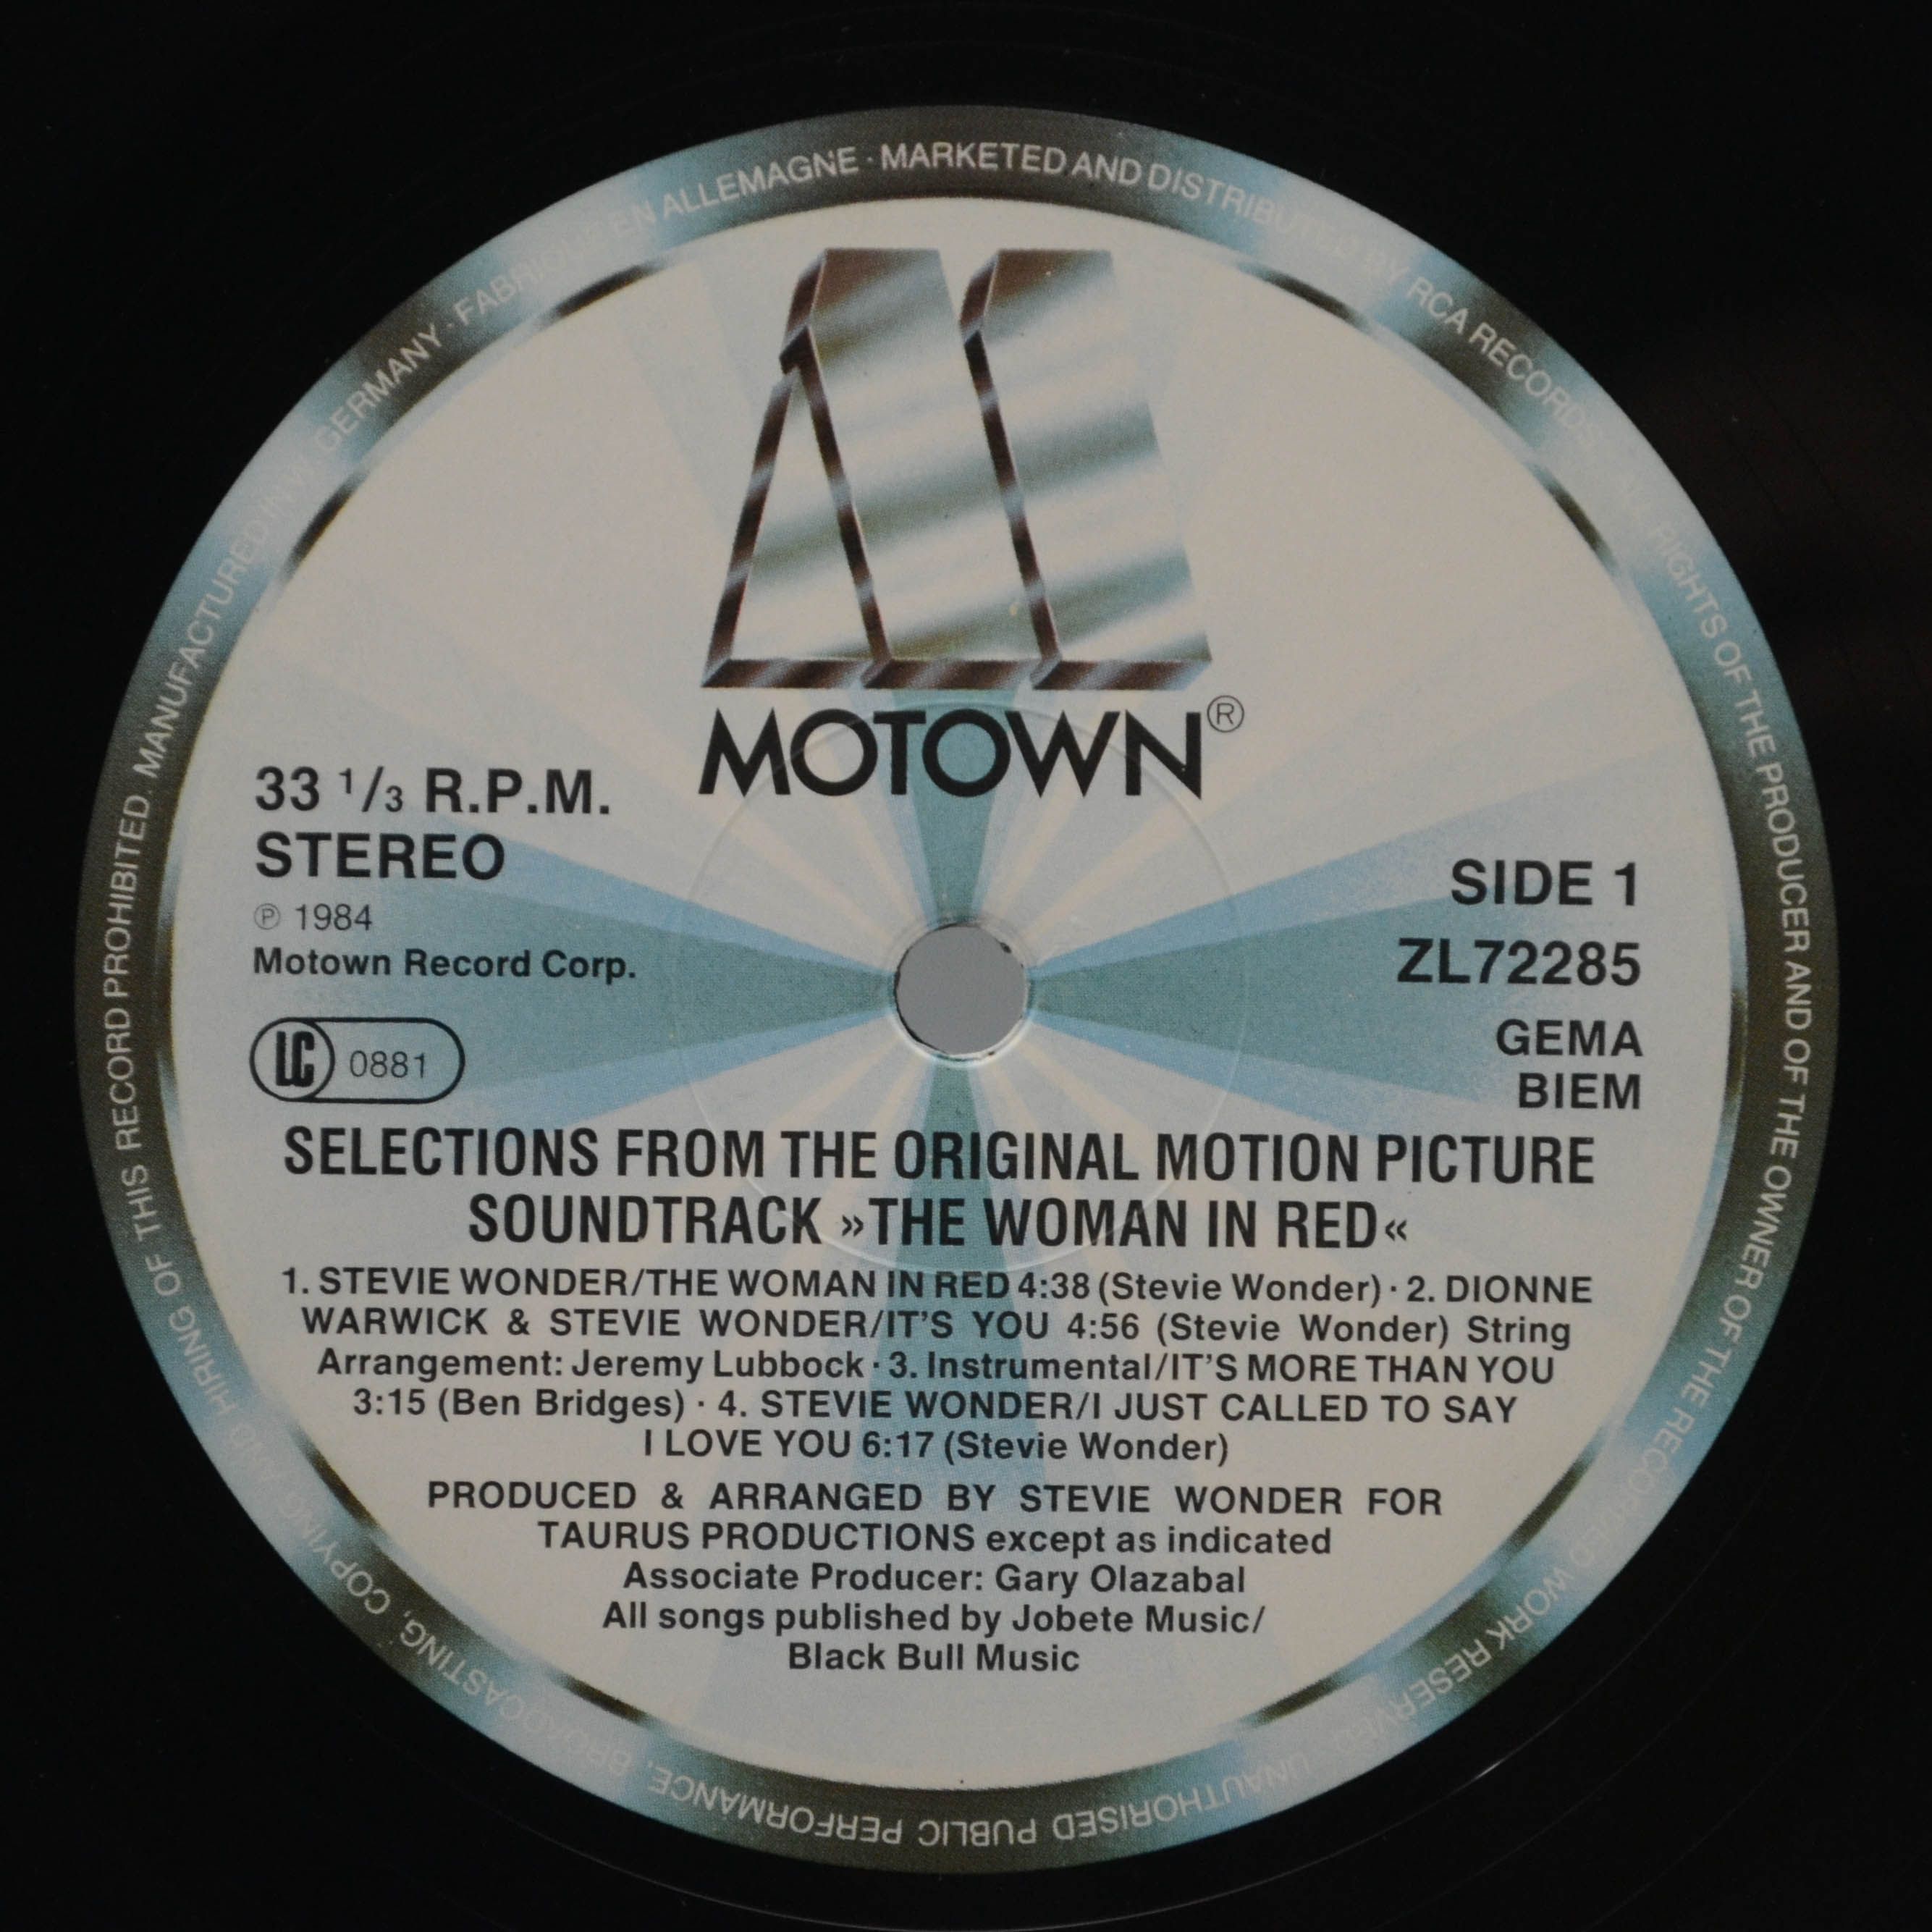 MANUFACTURED IN W. GERMANY · FABRIQUÉ EN ALLEMAGNE · MARKETED AND DISTRIBUTED BY RCA RECORDS · ALL RIGHTS OF THE PRODUCER AND OF THE OWNER OF THE RECORDED WORK RESERVED. UNAUTHORISED PUBLIC PERFORMANCE, BROADCASTING, COPYING AND HIRING OF THIS RECORD PROHIBITED.
MOTOWN®
33 1/3 R.P.M.
STEREO
℗ 1984
Motown Record Corp.
LC 0881
SIDE 1
ZL72285
GEMA
BIEM
SELECTIONS FROM THE ORIGINAL MOTION PICTURE
SOUNDTRACK »THE WOMAN IN RED«
1. STEVIE WONDER/THE WOMAN IN RED 4:38 (Stevie Wonder) · 2. DIONNE
WARWICK & STEVIE WONDER/IT'S YOU 4:56 (Stevie Wonder) String
Arrangement: Jeremy Lubbock · 3. Instrumental/IT'S MORE THAN YOU
3:15 (Ben Bridges) · 4. STEVIE WONDER/I JUST CALLED TO SAY
I LOVE YOU 6:17 (Stevie Wonder)
PRODUCED & ARRANGED BY STEVIE WONDER FOR
TAURUS PRODUCTIONS except as indicated
Associate Producer: Gary Olazabal
All songs published by Jobete Music/
Black Bull Music